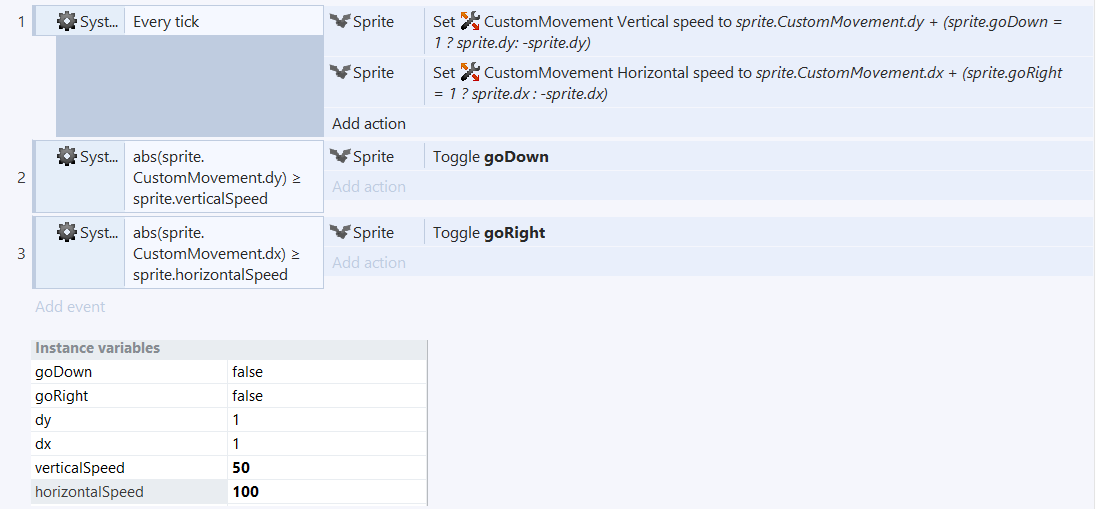 1 Syst... Every tick Sprite Set CustomMovement Vertical speed to sprite.CustomMovement.dy + (sprite.goDown =
1 ? sprite.dy: -sprite.dy)
Sprite Set CustomMovement Horizontal speed to sprite.CustomMovement.dx + (sprite.goRight
= 1 ? sprite.dx : -sprite.dx)
Add action
2 Syst... abs(sprite.
CustomMovement.dy) ≥
sprite.verticalSpeed
Sprite Toggle goDown
Add action
3 Syst... abs(sprite.
CustomMovement.dx) ≥
sprite.horizontalSpeed
Sprite Toggle goRight
Add action
Add event
Instance variables
goDown false
goRight false
dy 1
dx 1
verticalSpeed 50
horizontalSpeed 100